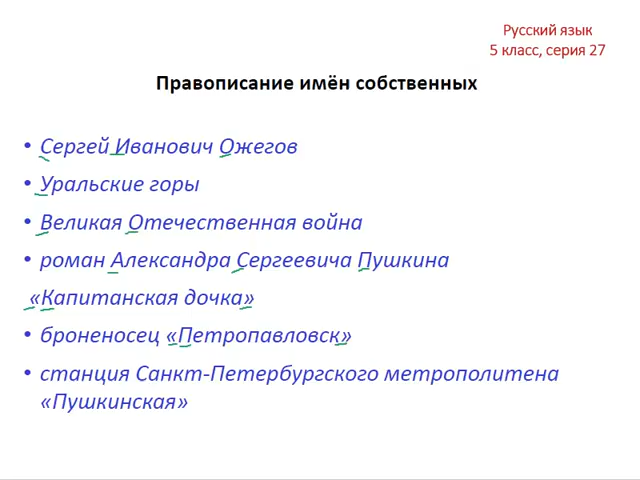 Русский язык
5 класс, серия 27
Правописание имён собственных
• Сергей Иванович Ожегов
• Уральские горы
• Великая Отечественная война
• роман Александра Сергеевича Пушкина
«Капитанская дочка»
• броненосец «Петропавловск»
• станция Санкт-Петербургского метрополитена
«Пушкинская»